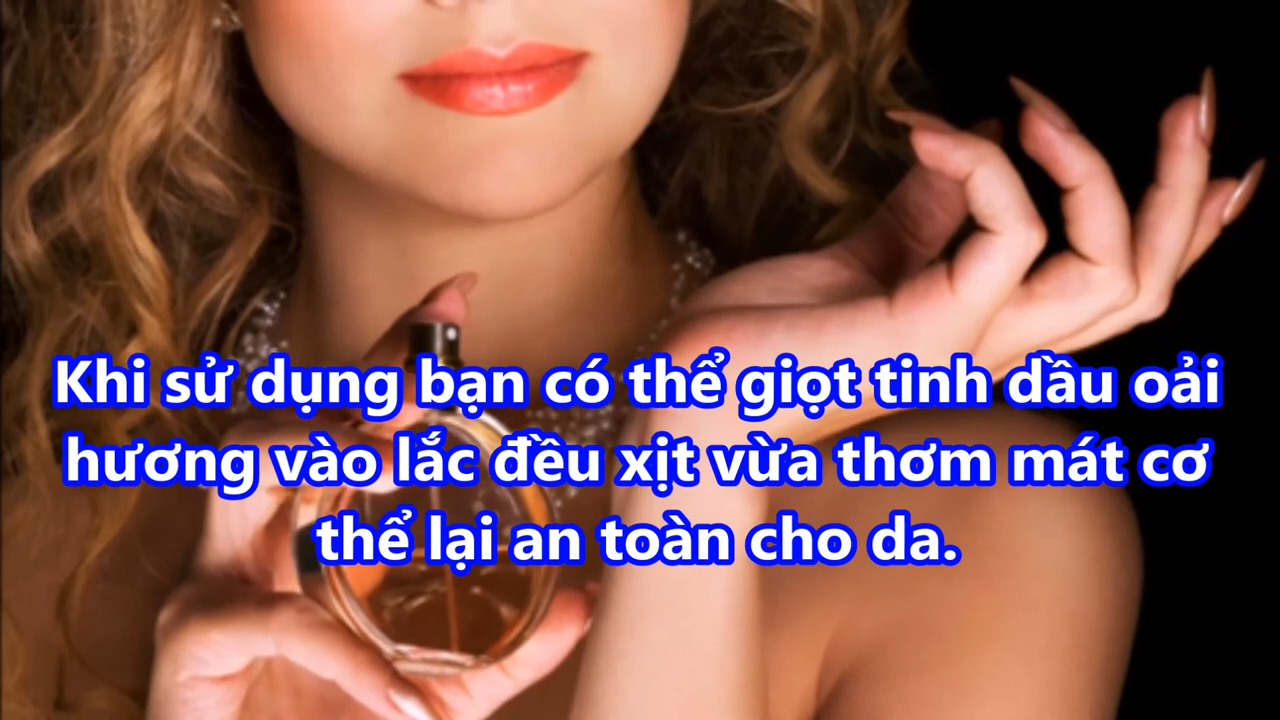 Khi sử dụng bạn có thể giọt tinh dầu oải
hương vào lắc đều xịt vừa thơm mát cơ
thể lại an toàn cho da.